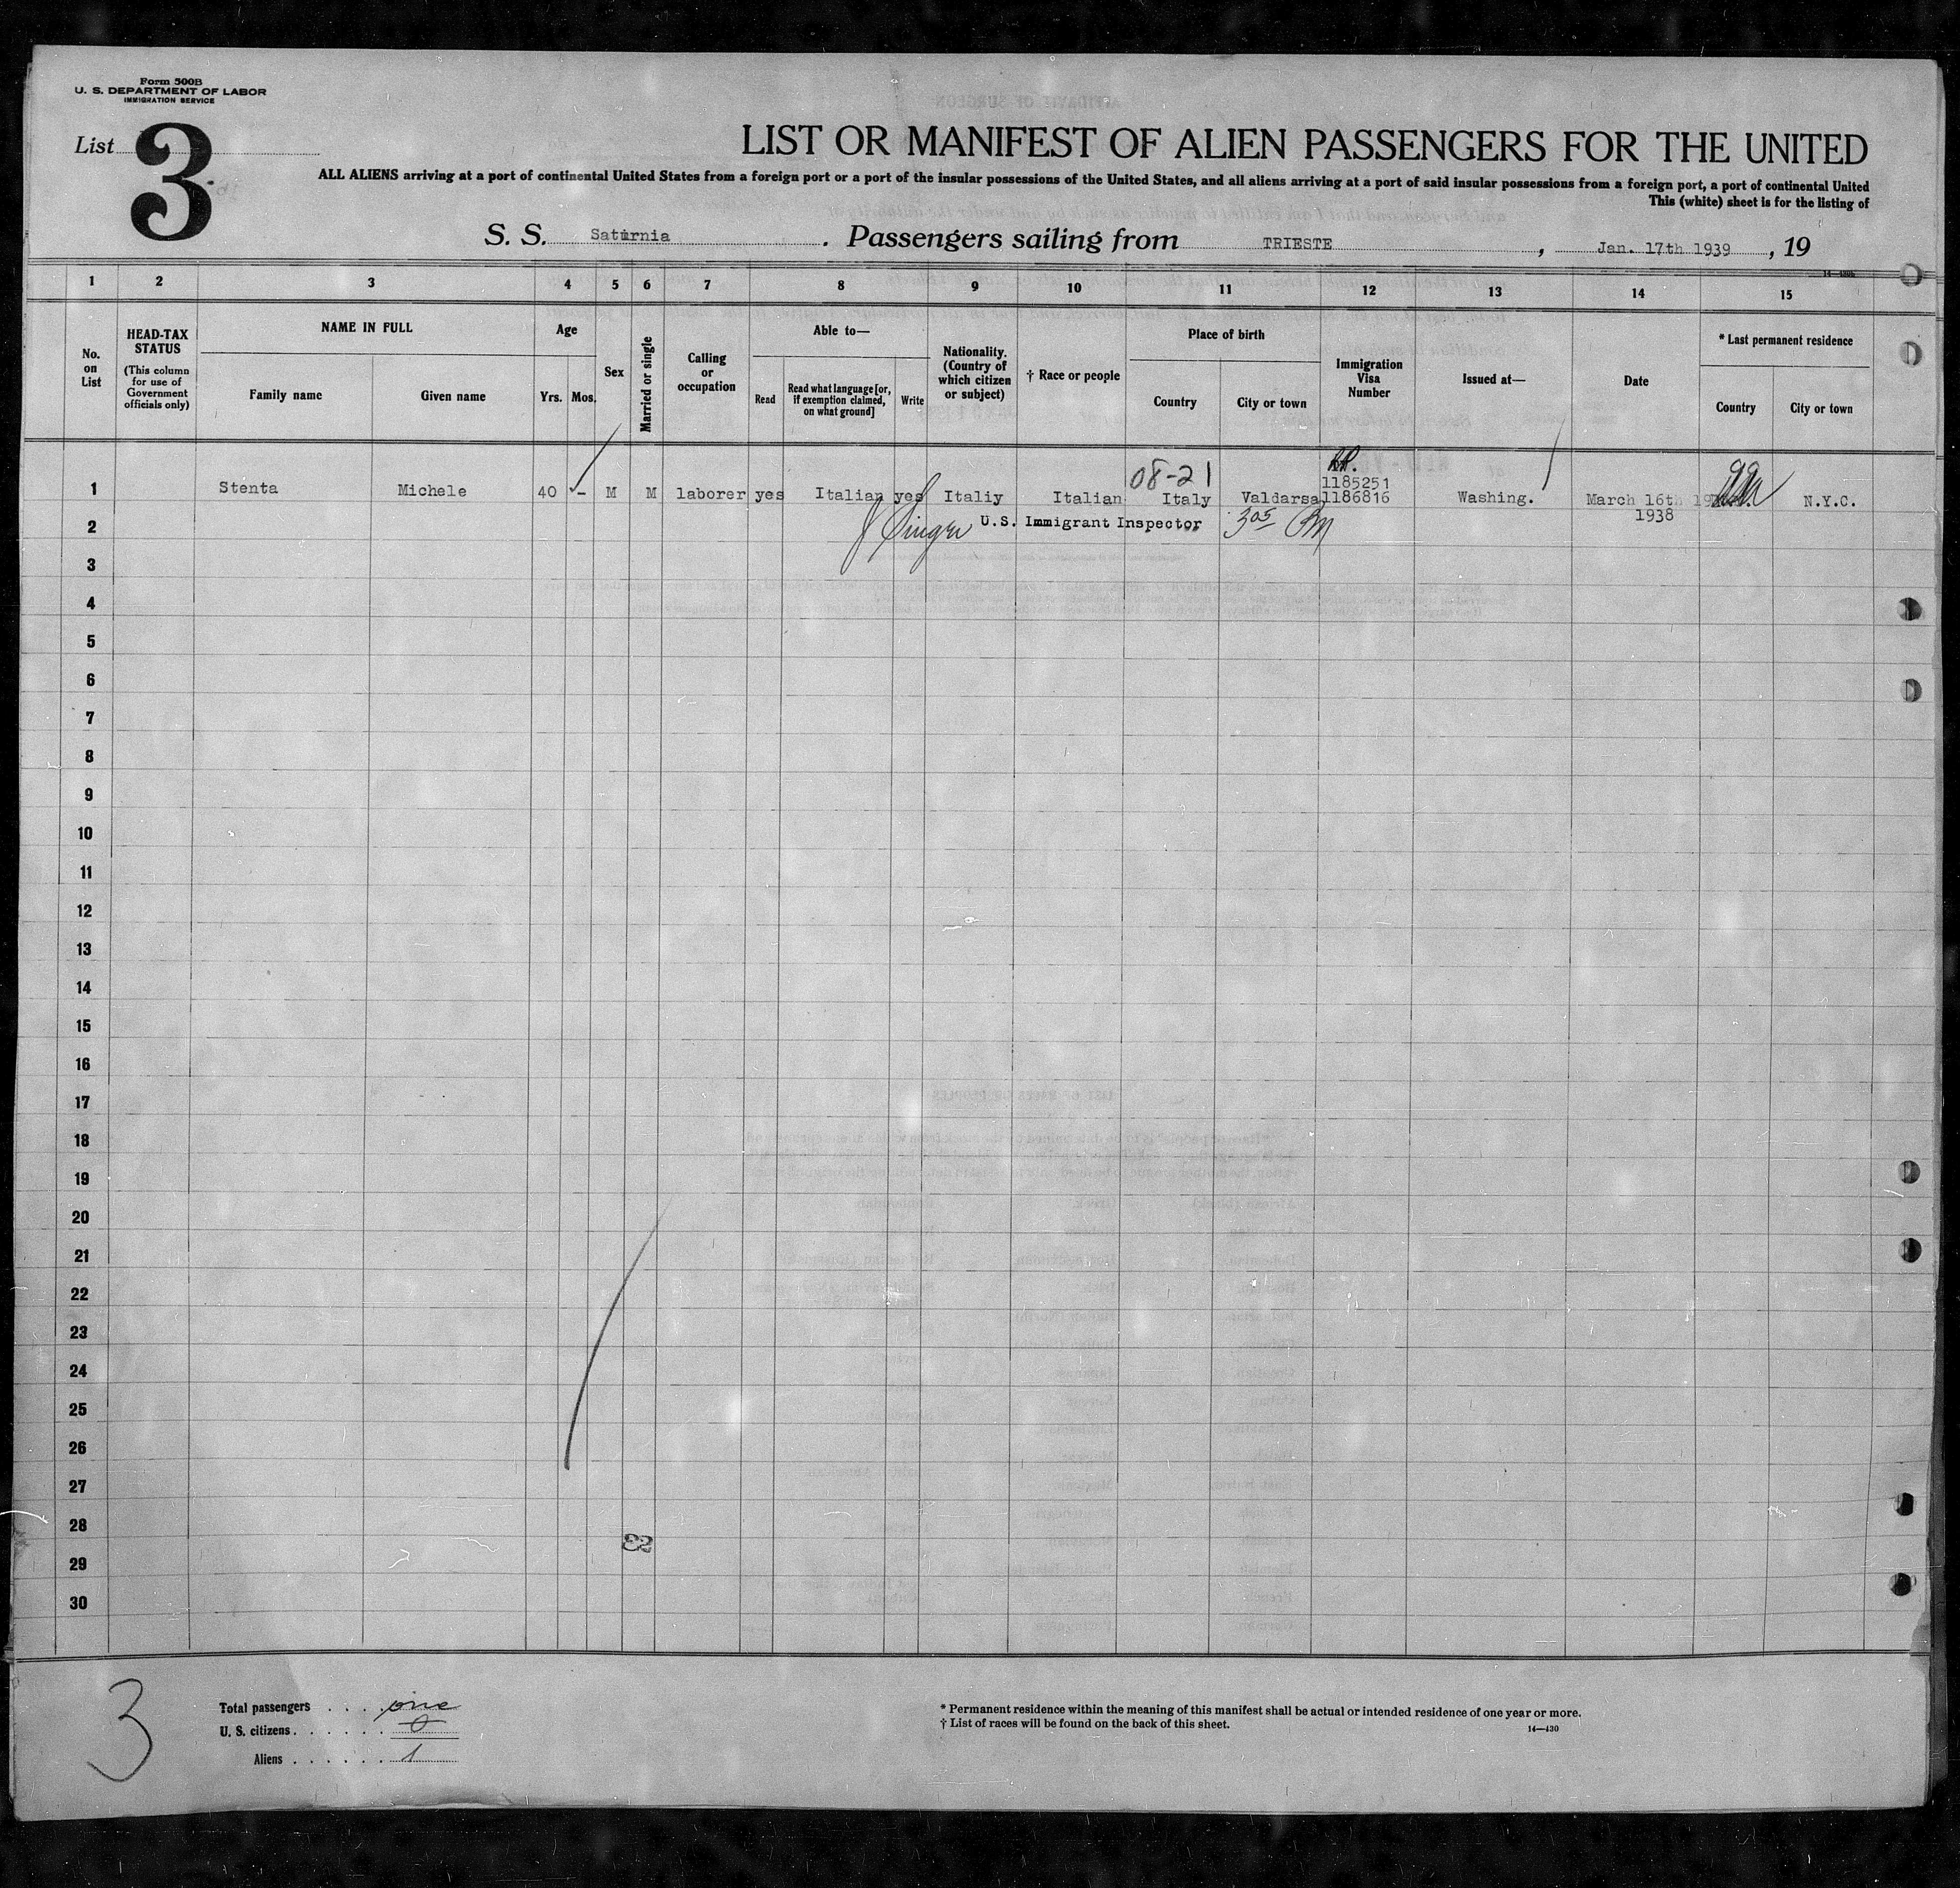 Form 500B
U. S. DEPARTMENT OF LABOR
IMMIGRATION SERVICE
List 3
LIST OR MANIFEST OF ALIEN PASSENGERS FOR THE UNITED
ALL ALIENS arriving at a port of continental United States from a foreign port or a port of the insular possessions of the United States, and all aliens arriving at a port of said insular possessions from a foreign port, a port of continental United
This (white) sheet is for the listing of
S. S. Saturnia . Passengers sailing from TRIESTE , Jan. 17th 1939 , 19
1 2 3 4 5 6 7 8 9 10 11 12 13 14 15
No. on List
HEAD-TAX STATUS
(This column for use of Government officials only)
NAME IN FULL
Family name
Given name
Age
Yrs. Mos.
Sex
Married or single
Calling or occupation
Able to—
Read
Read what language [or, if exemption claimed, on what ground]
Write
Nationality. (Country of which citizen or subject)
† Race or people
Place of birth
Country
City or town
Immigration Visa Number
Issued at—
Date
* Last permanent residence
Country
City or town
08-21
1185251
1 Stenta Michele 40 – M M laborer yes Italian yes Italiy Italian Italy Valdarsa 1186816 Washing. March 16th N.Y.C.
1938
2 U.S. Immigrant Inspector 3 05 PM
3
4
5
6
7
8
9
10
11
12
13
14
15
16
17
18
19
20
21
22
23
24
25
26
27
28
29
30
3
Total passengers . . . . one
U. S. citizens . . . . . . 0
Aliens . . . . . . 1
* Permanent residence within the meaning of this manifest shall be actual or intended residence of one year or more.
† List of races will be found on the back of this sheet.
14—430